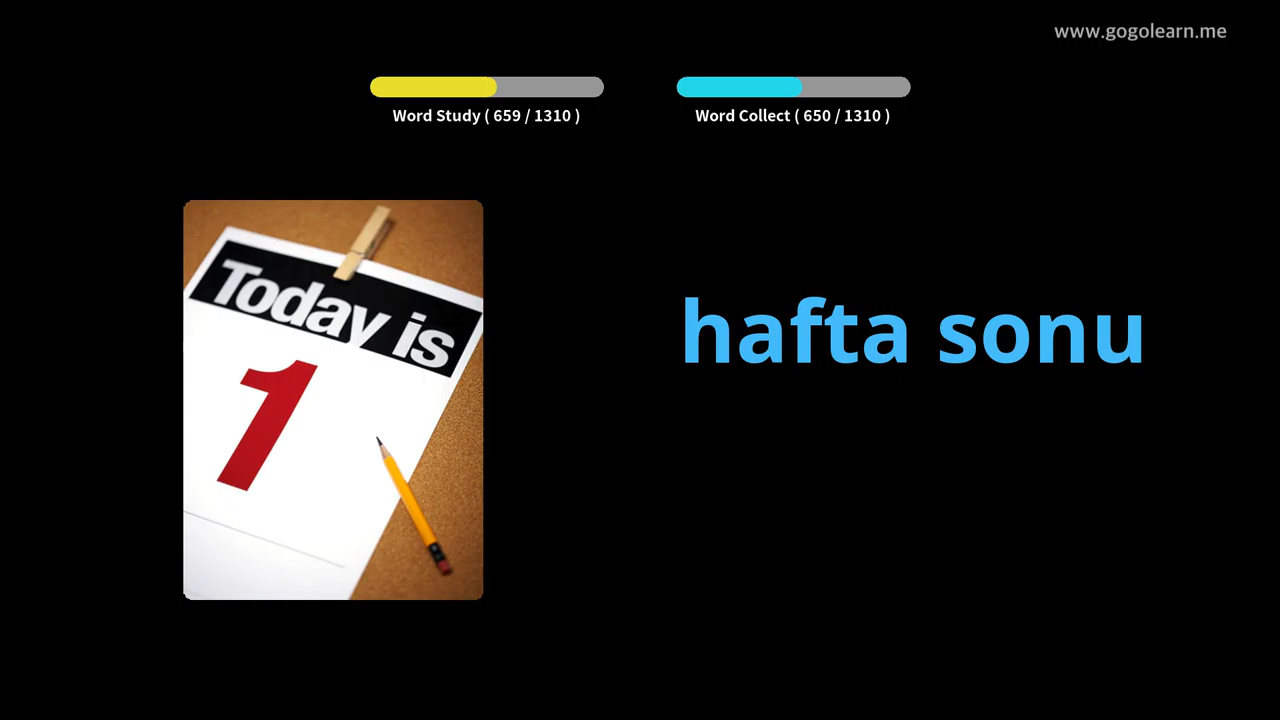 www.gogolearn.me
Word Study ( 659 / 1310 )
Word Collect ( 650 / 1310 )
Today is
1
hafta sonu